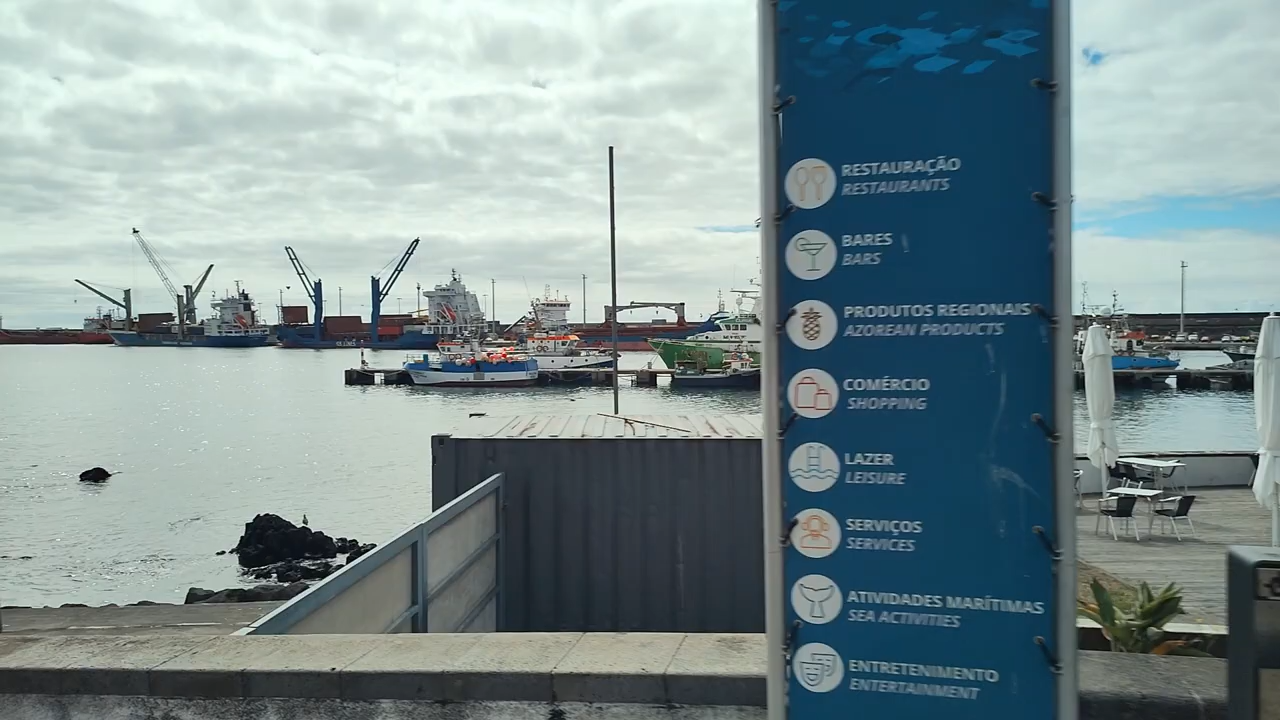 RESTAURAÇÃO
RESTAURANTS
BARES
BARS
PRODUTOS REGIONAIS
AZOREAN PRODUCTS
COMÉRCIO
SHOPPING
LAZER
LEISURE
SERVIÇOS
SERVICES
ATIVIDADES MARÍTIMAS
SEA ACTIVITIES
ENTRETENIMENTO
ENTERTAINMENT